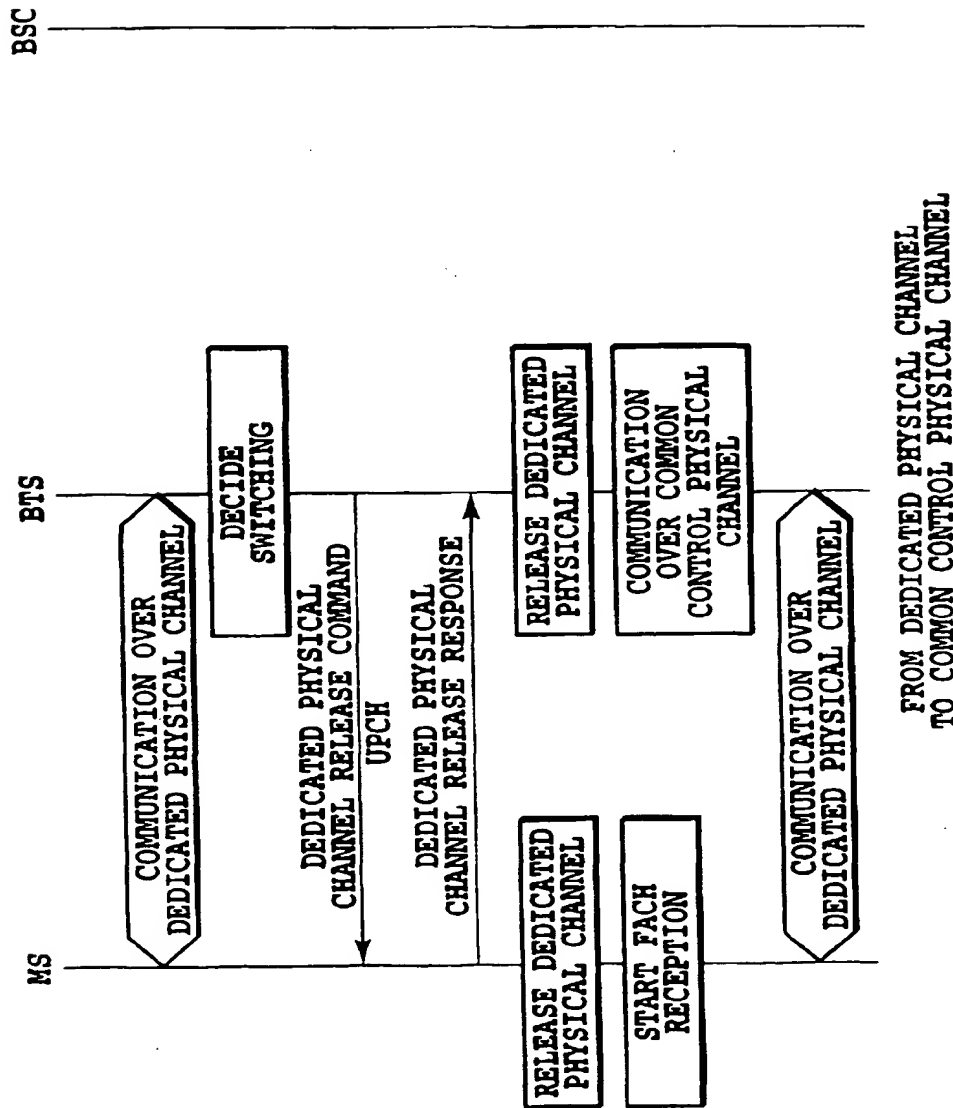 MS
BTS
BSC
COMMUNICATION OVER
DEDICATED PHYSICAL CHANNEL
DECIDE
SWITCHING
DEDICATED PHYSICAL
CHANNEL RELEASE COMMAND
UPCH
DEDICATED PHYSICAL
CHANNEL RELEASE RESPONSE
RELEASE DEDICATED
PHYSICAL CHANNEL
RELEASE DEDICATED
PHYSICAL CHANNEL
START FACH
RECEPTION
COMMUNICATION
OVER COMMON
CONTROL PHYSICAL
CHANNEL
COMMUNICATION OVER
DEDICATED PHYSICAL CHANNEL
FROM DEDICATED PHYSICAL CHANNEL
TO COMMON CONTROL PHYSICAL CHANNEL